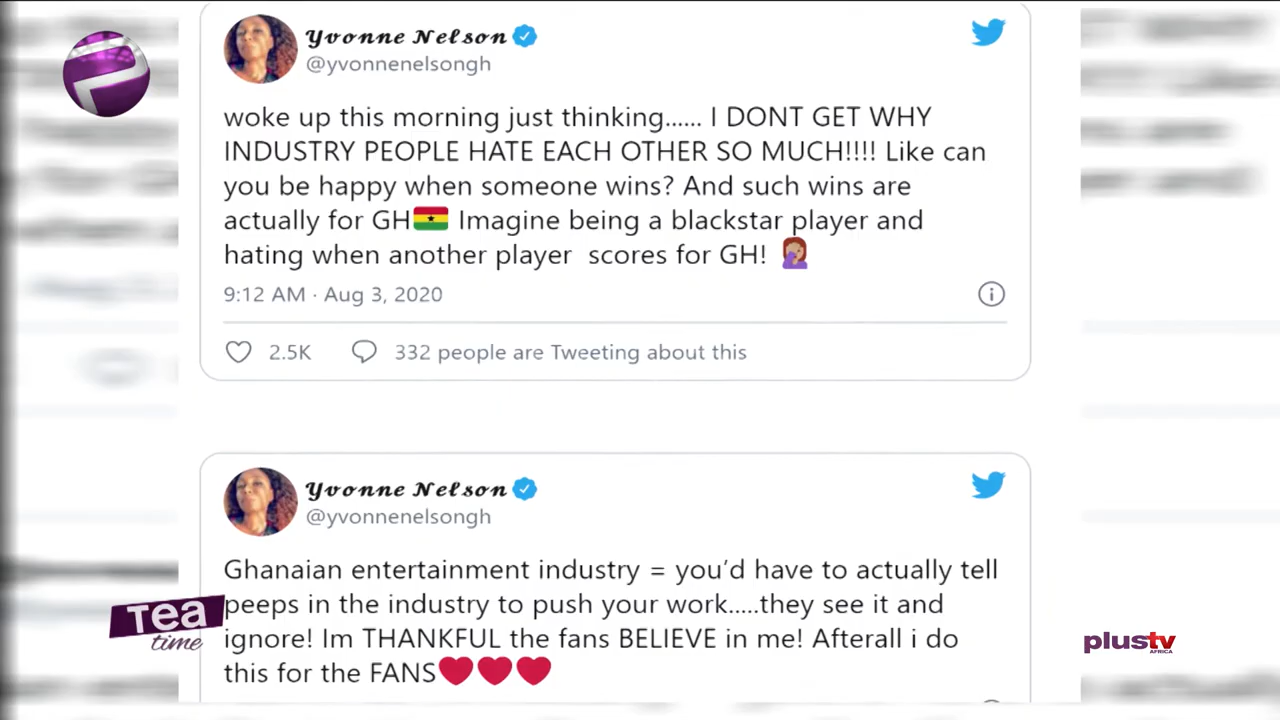 Yvonne Nelson
@yvonnenelsongh
woke up this morning just thinking...... I DONT GET WHY
INDUSTRY PEOPLE HATE EACH OTHER SO MUCH!!!! Like can
you be happy when someone wins? And such wins are
actually for GH🇬🇭 Imagine being a blackstar player and
hating when another player  scores for GH! 🤦🏽‍♀️
9:12 AM · Aug 3, 2020
2.5K 332 people are Tweeting about this
Yvonne Nelson
@yvonnenelsongh
Ghanaian entertainment industry = you’d have to actually tell
peeps in the industry to push your work.....they see it and
ignore! Im THANKFUL the fans BELIEVE in me! Afterall i do
this for the FANS❤️❤️❤️
Tea
time
plustv
AFRICA